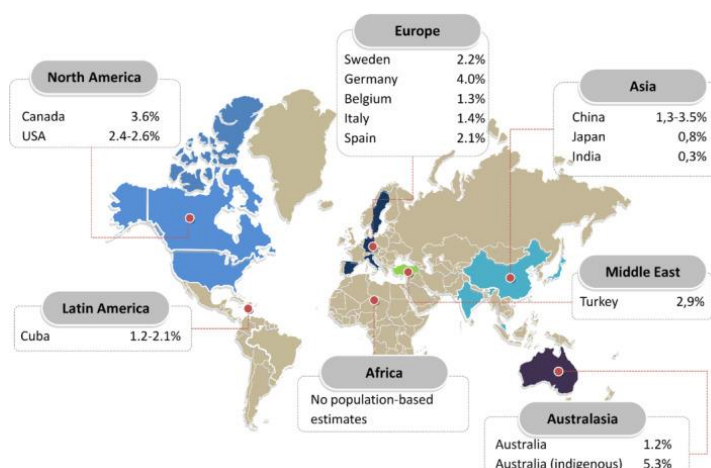 Europe
Sweden 2.2%
Germany 4.0%
Belgium 1.3%
Italy 1.4%
Spain 2.1%
North America
Canada 3.6%
USA 2.4-2.6%
Asia
China 1,3-3.5%
Japan 0,8%
India 0,3%
Middle East
Turkey 2,9%
Latin America
Cuba 1.2-2.1%
Africa
No population-based
estimates
Australasia
Australia 1.2%
Australia (indigenous) 5.3%